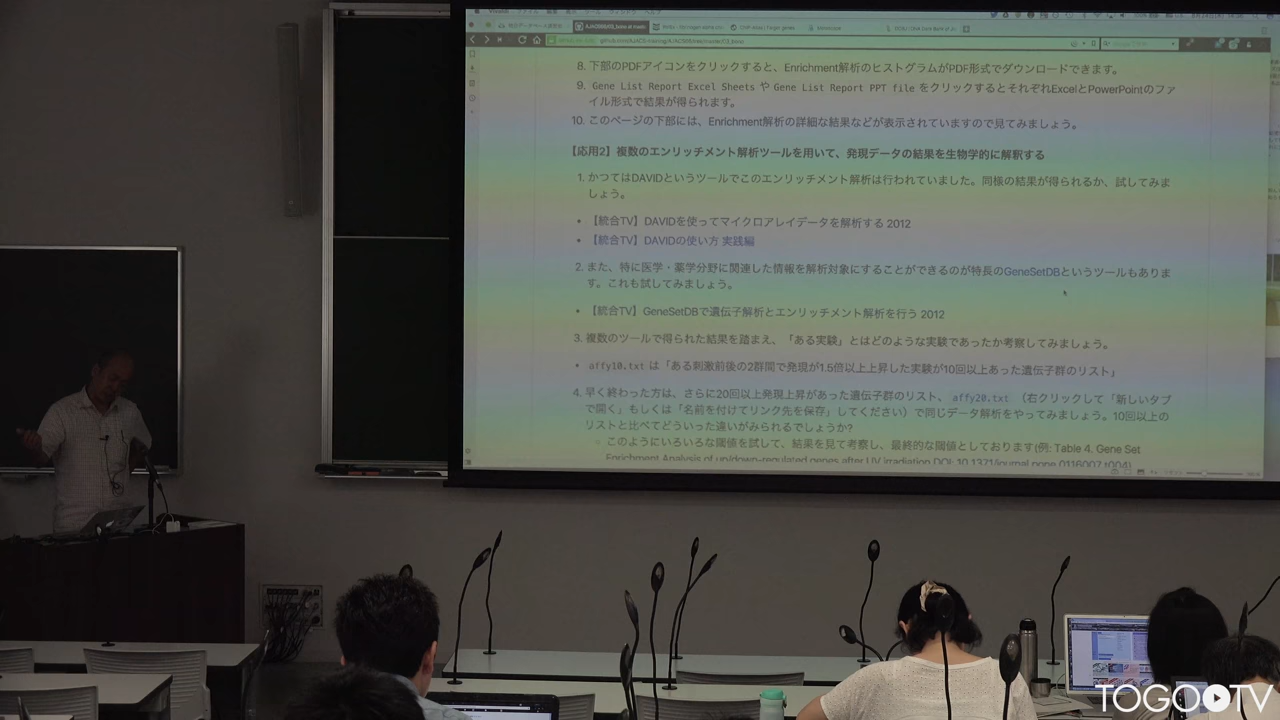 8. 下部のPDFアイコンをクリックすると、Enrichment解析のヒストグラムがPDF形式でダウンロードできます。
9. Gene List Report Excel Sheets や Gene List Report PPT file をクリックするとそれぞれExcelとPowerPointのファ
イル形式で結果が得られます。
10. このページの下部には、Enrichment解析の詳細な結果などが表示されていますので見てみましょう。
【応用2】複数のエンリッチメント解析ツールを用いて、発現データの結果を生物学的に解釈する
1. かつてはDAVIDというツールでこのエンリッチメント解析は行われていました。同様の結果が得られるか、試してみま
しょう。
• 【統合TV】DAVIDを使ってマイクロアレイデータを解析する 2012
• 【統合TV】DAVIDの使い方 実践編
2. また、特に医学・薬学分野に関連した情報を解析対象にすることができるのが特長のGeneSetDBというツールもありま
す。これも試してみましょう。
• 【統合TV】GeneSetDBで遺伝子解析とエンリッチメント解析を行う 2012
3. 複数のツールで得られた結果を踏まえ、「ある実験」とはどのような実験であったか考察してみましょう。
• affy10.txt は「ある刺激前後の2群間で発現が1.5倍以上上昇した実験が10回以上あった遺伝子群のリスト」
4. 早く終わった方は、さらに20回以上発現上昇があった遺伝子群のリスト、 affy20.txt （右クリックして「新しいタブ
で開く」もしくは「名前を付けてリンク先を保存」してください）で同じデータ解析をやってみましょう。10回以上の
リストと比べてどういった違いがみられるでしょうか?
○ このようにいろいろな閾値を試して、結果を見て考察し、最終的な閾値としております(例: Table 4. Gene Set
Enrichment Analysis of up/down-regulated genes after UV irradiation DOI: 10.1371/journal.pone.0116007.t004)
TOGOTV